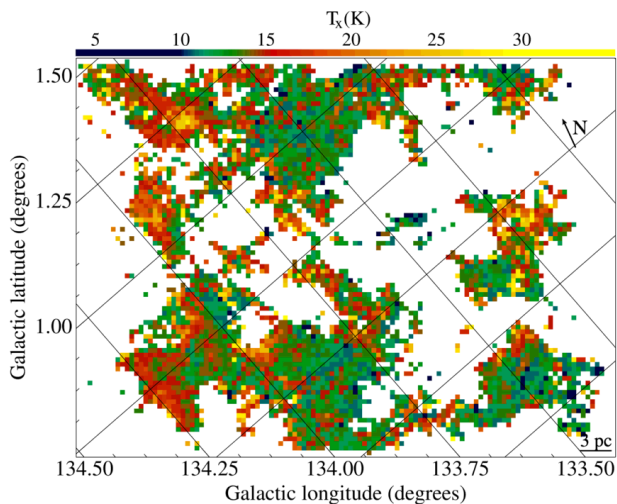 Tₓ(K)
5 10 15 20 25 30
1.50
1.25
1.00
N
3 pc
134.50 134.25 134.00 133.75 133.50
Galactic longitude (degrees)
Galactic latitude (degrees)